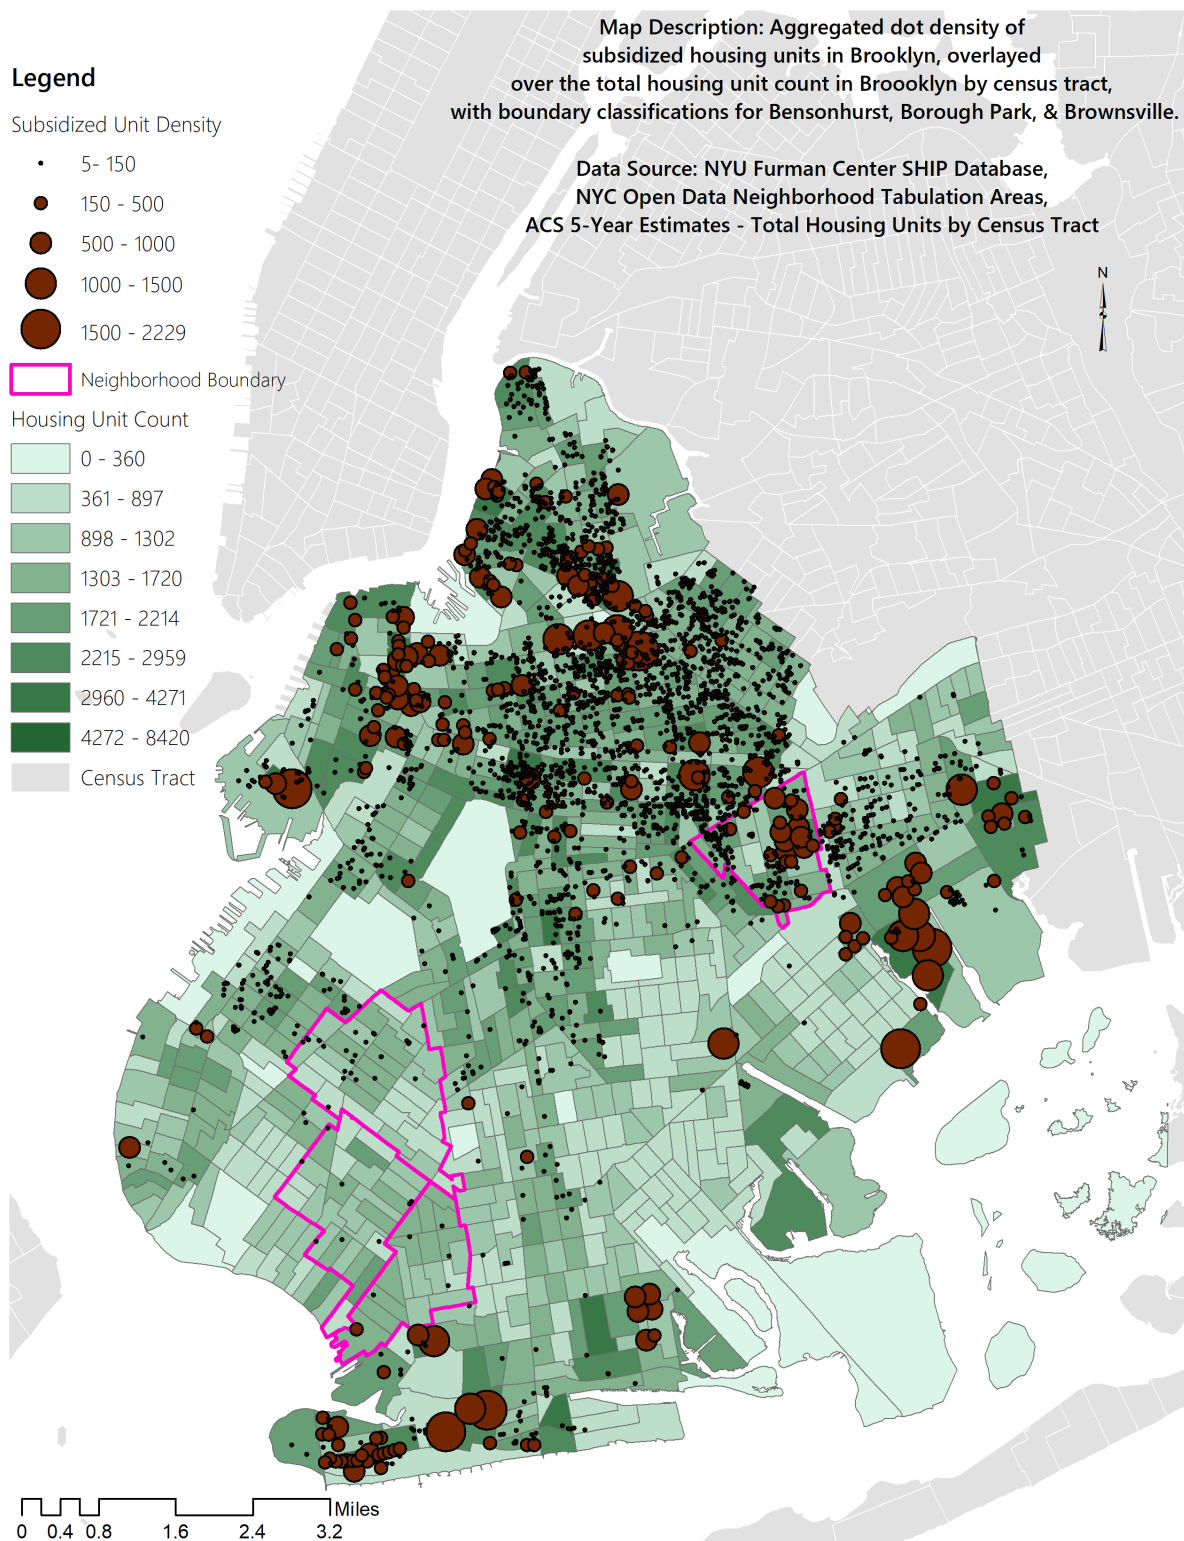 Map Description: Aggregated dot density of
subsidized housing units in Brooklyn, overlayed
over the total housing unit count in Broooklyn by census tract,
with boundary classifications for Bensonhurst, Borough Park, & Brownsville.
Data Source: NYU Furman Center SHIP Database,
NYC Open Data Neighborhood Tabulation Areas,
ACS 5-Year Estimates - Total Housing Units by Census Tract
N
Legend
Subsidized Unit Density
5- 150
150 - 500
500 - 1000
1000 - 1500
1500 - 2229
Neighborhood Boundary
Housing Unit Count
0 - 360
361 - 897
898 - 1302
1303 - 1720
1721 - 2214
2215 - 2959
2960 - 4271
4272 - 8420
Census Tract
Miles
0 0.4 0.8 1.6 2.4 3.2